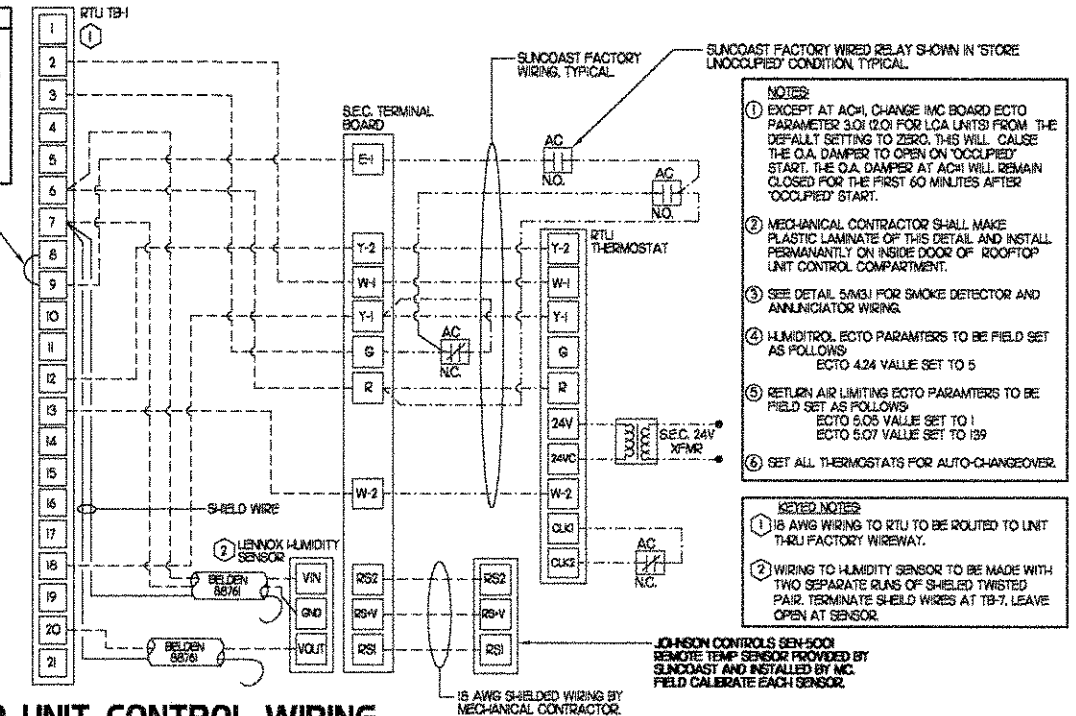 RTU TB-1
1
1
2
3
4
5
6
7
8
9
10
11
12
13
14
15
16
17
18
19
20
21
SUNCOAST FACTORY
WIRING, TYPICAL
SUNCOAST FACTORY WIRED RELAY SHOWN IN "STORE
UNOCCUPIED" CONDITION, TYPICAL
S.E.C. TERMINAL
BOARD
E-1
Y-2
W-1
Y-1
G
R
W-2
RS2
RS+V
RS1
AC
N.O.
AC
N.O.
AC
N.C.
RTU
THERMOSTAT
Y-2
W-1
Y-1
G
R
24V
24VC
W-2
CLK1
CLK2
S.E.C. 24V
XFMR
AC
N.C.
SHIELD WIRE
2 LENNOX HUMIDITY
SENSOR
VIN
GND
VOUT
BELDEN
88761
BELDEN
88761
RS2
RS+V
RS1
JOHNSON CONTROLS SEN-5001
REMOTE TEMP SENSOR PROVIDED BY
SUNCOAST AND INSTALLED BY MC.
FIELD CALIBRATE EACH SENSOR.
18 AWG SHIELDED WIRING BY
MECHANICAL CONTRACTOR.
NOTES:
1 EXCEPT AT AC#1, CHANGE IMC BOARD ECTO
PARAMETER 3.01 (2.01 FOR LCA UNITS) FROM THE
DEFAULT SETTING TO ZERO. THIS WILL CAUSE
THE O.A. DAMPER TO OPEN ON "OCCUPIED"
START. THE O.A. DAMPER AT AC#1 WILL REMAIN
CLOSED FOR THE FIRST 60 MINUTES AFTER
"OCCUPIED" START.
2 MECHANICAL CONTRACTOR SHALL MAKE
PLASTIC LAMINATE OF THIS DETAIL AND INSTALL
PERMANANTLY ON INSIDE DOOR OF ROOFTOP
UNIT CONTROL COMPARTMENT.
3 SEE DETAIL 5/M3.1 FOR SMOKE DETECTOR AND
ANNUNCIATOR WIRING.
4 HUMIDITROL ECTO PARAMTERS TO BE FIELD SET
AS FOLLOWS:
ECTO 4.24 VALUE SET TO 5
5 RETURN AIR LIMITING ECTO PARAMTERS TO BE
FIELD SET AS FOLLOWS:
ECTO 5.05 VALUE SET TO 1
ECTO 5.07 VALUE SET TO 139
6 SET ALL THERMOSTATS FOR AUTO-CHANGEOVER.
KEYED NOTES
1 18 AWG WIRING TO RTU TO BE ROUTED TO UNIT
THRU FACTORY WIREWAY.
2 WIRING TO HUMIDITY SENSOR TO BE MADE WITH
TWO SEPARATE RUNS OF SHIELED TWISTED
PAIR. TERMINATE SHEILD WIRES AT TB-7, LEAVE
OPEN AT SENSOR.
UNIT CONTROL WIRING